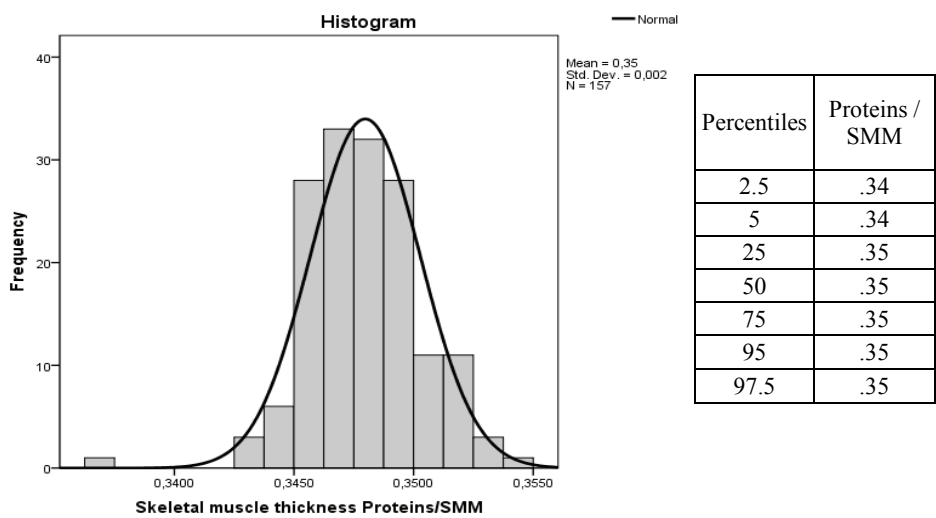 Histogram
Normal
Mean = 0,35
Std. Dev. = 0,002
N = 157
Frequency
40
30
20
10
0
0,3400 0,3450 0,3500 0,3550
Skeletal muscle thickness Proteins/SMM
Percentiles Proteins /
SMM
2.5 .34
5 .34
25 .35
50 .35
75 .35
95 .35
97.5 .35